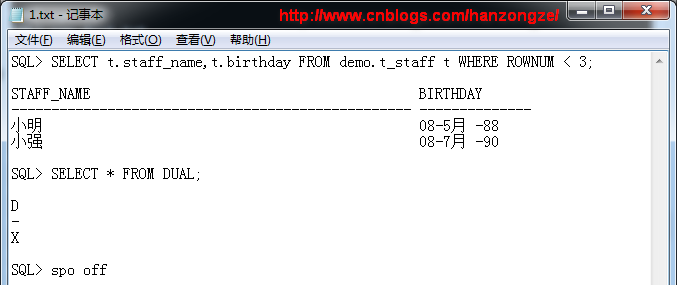 1.txt - 记事本
http://www.cnblogs.com/hanzongze/
文件(F) 编辑(E) 格式(O) 查看(V) 帮助(H)
SQL> SELECT t.staff_name,t.birthday FROM demo.t_staff t WHERE ROWNUM < 3;
STAFF_NAME BIRTHDAY
-------------------------------------------------- --------------
小明 08-5月 -88
小强 08-7月 -90
SQL> SELECT * FROM DUAL;
D
-
X
SQL> spo off